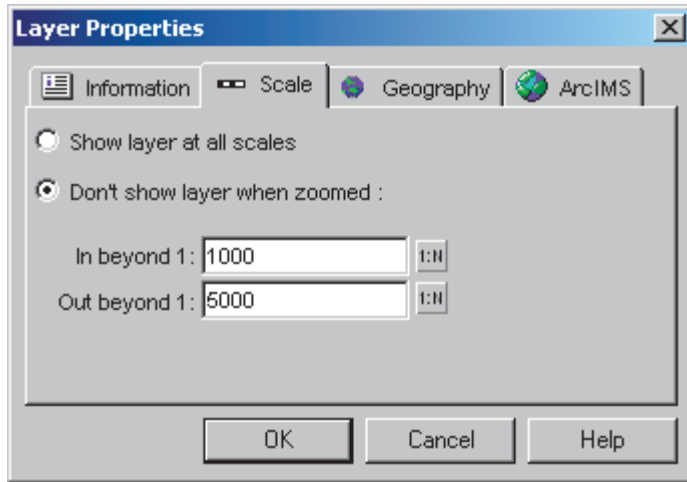 Layer Properties
Information Scale Geography ArcIMS
Show layer at all scales
Don't show layer when zoomed :
In beyond 1: 1000 1:N
Out beyond 1: 5000 1:N
OK Cancel Help